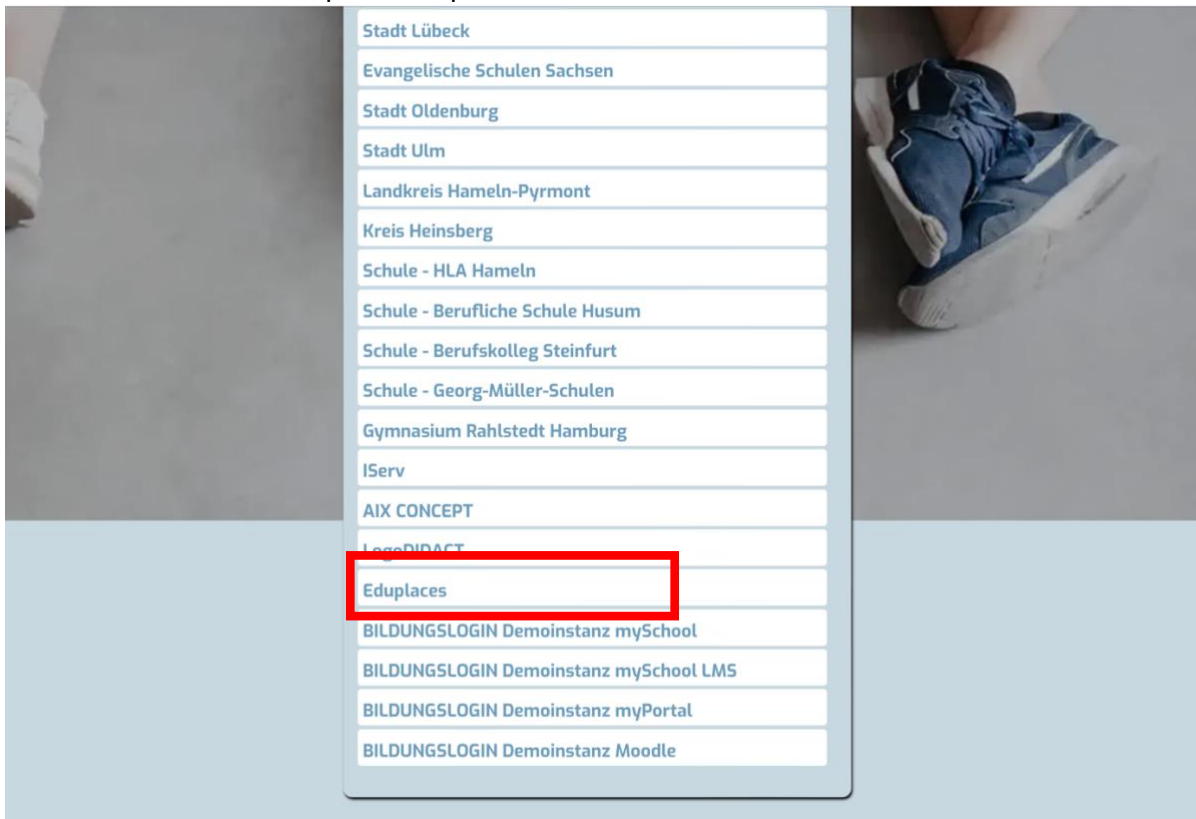 Stadt Lübeck
Evangelische Schulen Sachsen
Stadt Oldenburg
Stadt Ulm
Landkreis Hameln-Pyrmont
Kreis Heinsberg
Schule - HLA Hameln
Schule - Berufliche Schule Husum
Schule - Berufskolleg Steinfurt
Schule - Georg-Müller-Schulen
Gymnasium Rahlstedt Hamburg
IServ
AIX CONCEPT
LogoDIDACT
Eduplaces
BILDUNGSLOGIN Demoinstanz mySchool
BILDUNGSLOGIN Demoinstanz mySchool LMS
BILDUNGSLOGIN Demoinstanz myPortal
BILDUNGSLOGIN Demoinstanz Moodle